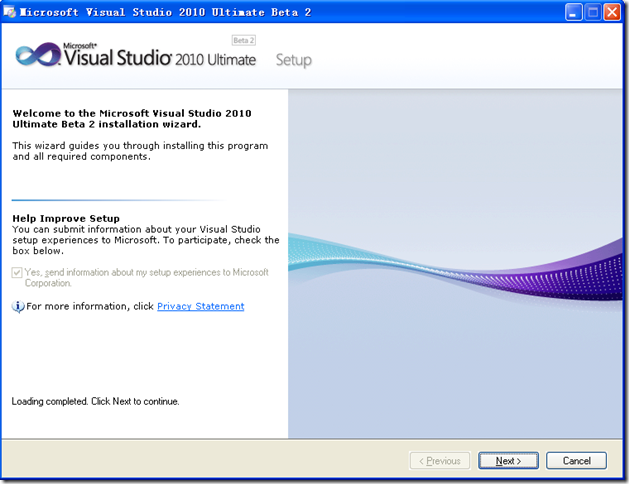 Microsoft Visual Studio 2010 Ultimate Beta 2
Beta 2
Microsoft®
Visual Studio® 2010 Ultimate Setup
Welcome to the Microsoft Visual Studio 2010
Ultimate Beta 2 installation wizard.
This wizard guides you through installing this program
and all required components.
Help Improve Setup
You can submit information about your Visual Studio
setup experiences to Microsoft. To participate, check the
box below.
Yes, send information about my setup experiences to Microsoft
Corporation.
For more information, click Privacy Statement
Loading completed. Click Next to continue.
< Previous
Next >
Cancel